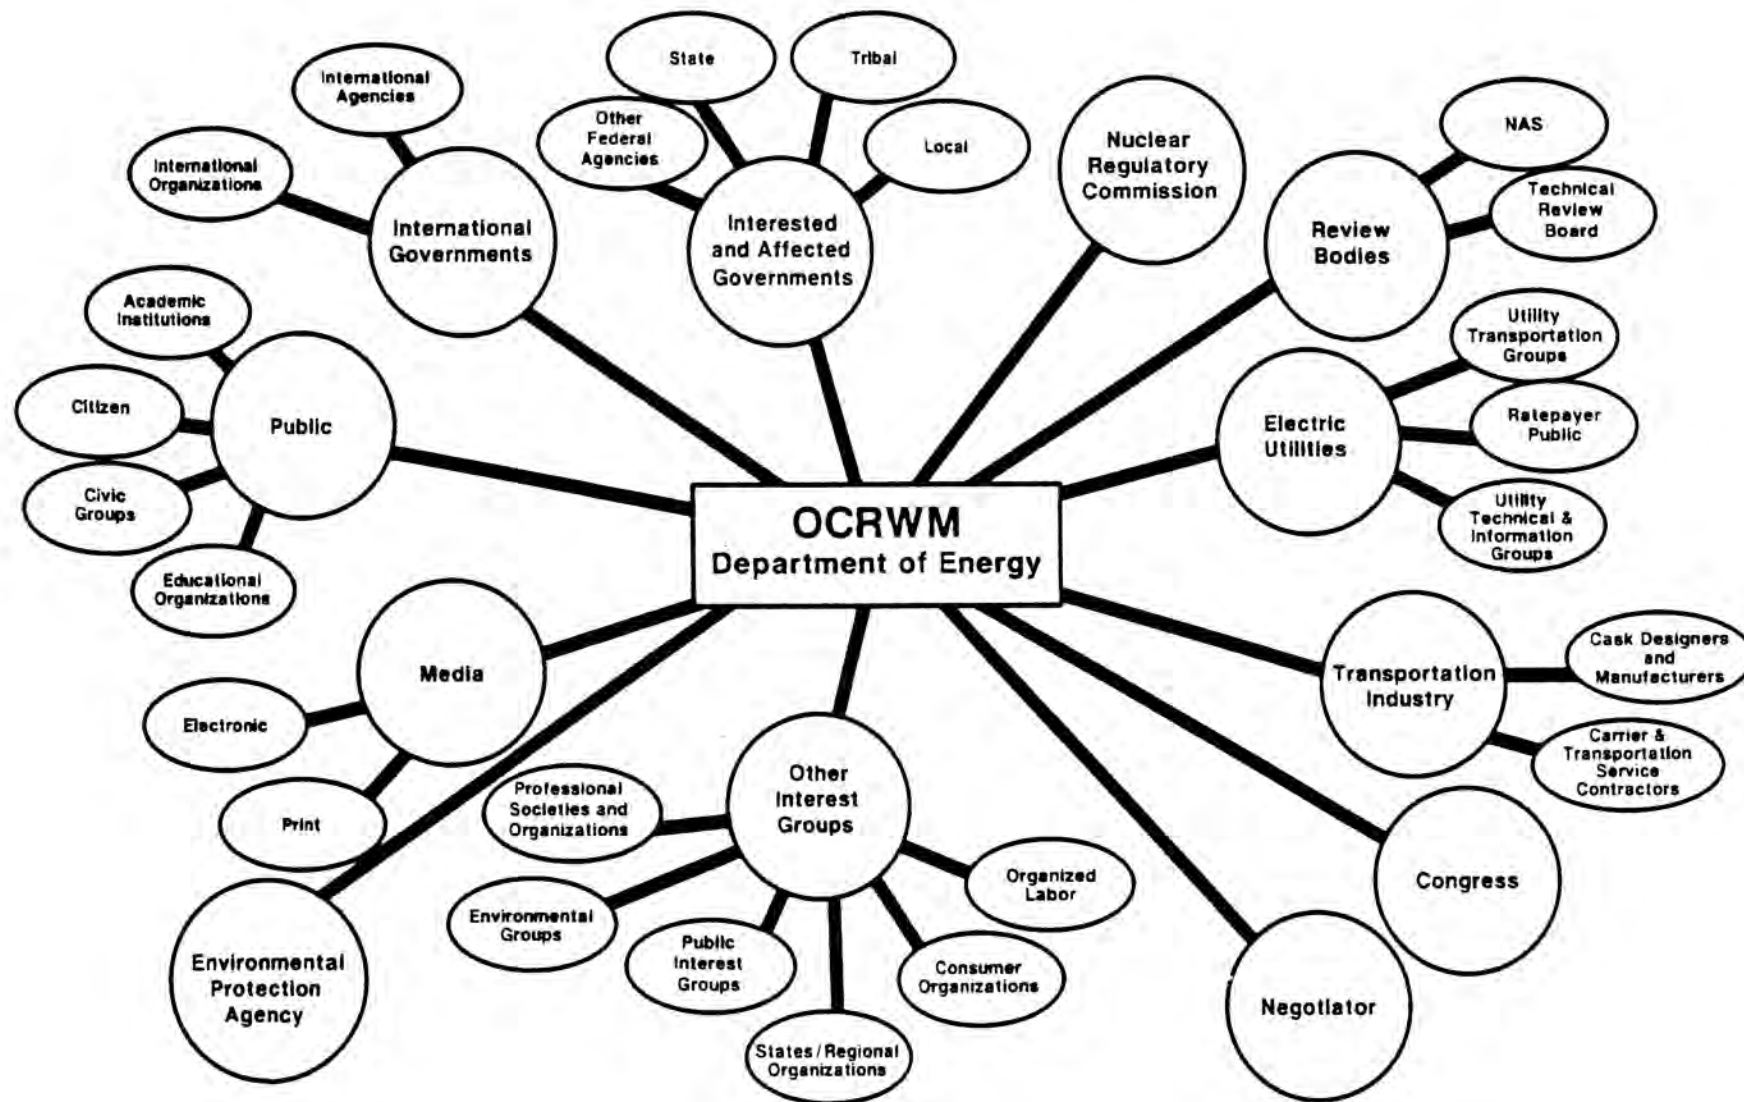 International
Agencies
International
Organizations
International
Governments
State
Tribal
Other
Federal
Agencies
Local
Interested
and Affected
Governments
Nuclear
Regulatory
Commission
NAS
Technical
Review
Board
Review
Bodies
Academic
Institutions
Citizen
Civic
Groups
Educational
Organizations
Public
Utility
Transportation
Groups
Ratepayer
Public
Utility
Technical &
Information
Groups
Electric
Utilities
OCRWM
Department of Energy
Media
Electronic
Print
Environmental
Protection
Agency
Other
Interest
Groups
Professional
Societies and
Organizations
Environmental
Groups
Public
Interest
Groups
States/Regional
Organizations
Consumer
Organizations
Organized
Labor
Transportation
Industry
Cask Designers
and
Manufacturers
Carrier &
Transportation
Service
Contractors
Congress
Negotiator